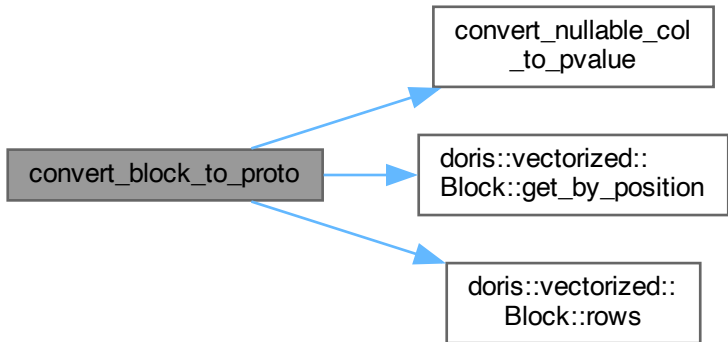 convert_nullable_col
_to_pvalue
convert_block_to_proto
doris::vectorized::
Block::get_by_position
doris::vectorized::
Block::rows